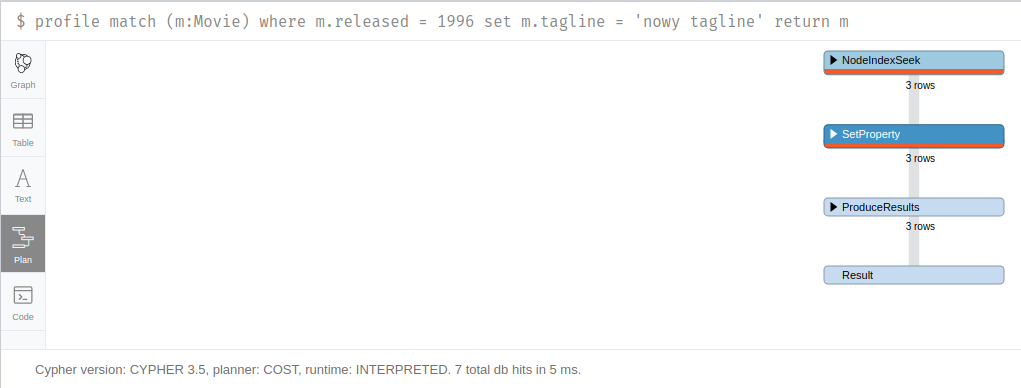 $ profile match (m:Movie) where m.released = 1996 set m.tagline = 'nowy tagline' return m
Graph
Table
Text
Plan
Code
NodeIndexSeek
3 rows
SetProperty
3 rows
ProduceResults
3 rows
Result
Cypher version: CYPHER 3.5, planner: COST, runtime: INTERPRETED. 7 total db hits in 5 ms.